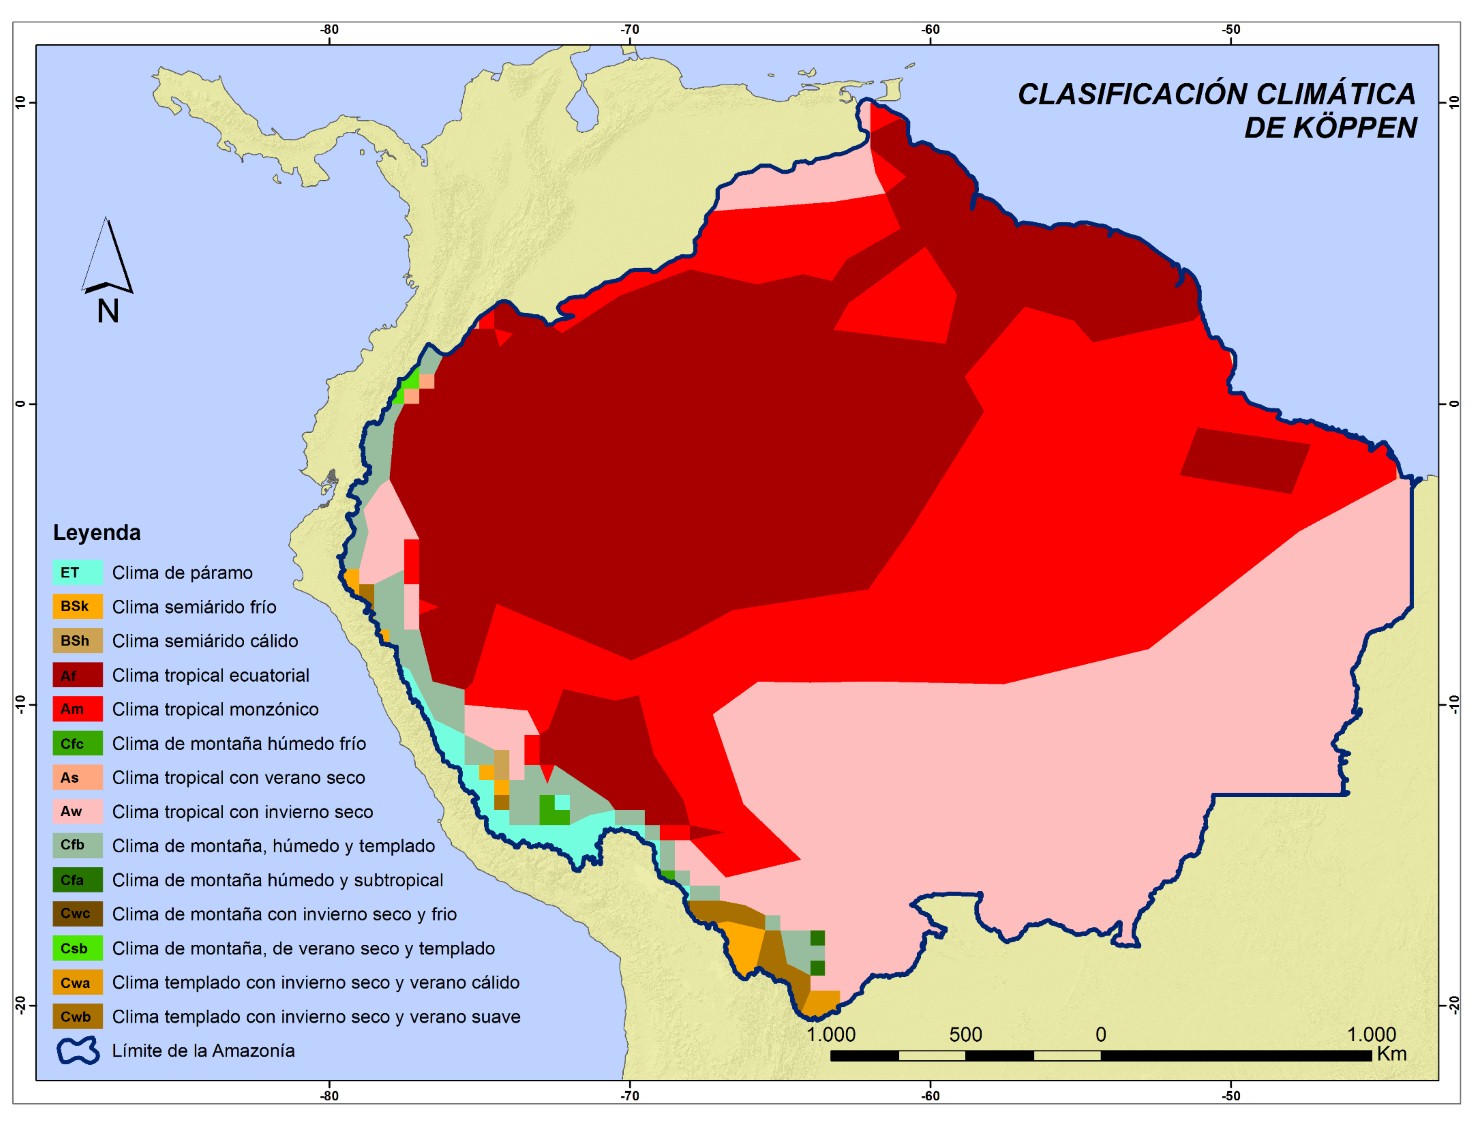 -80 -70 -60 -50
CLASIFICACIÓN CLIMÁTICA
DE KÖPPEN
10 10
N
0 0
Leyenda
ET Clima de páramo
BSk Clima semiárido frío
BSh Clima semiárido cálido
Af Clima tropical ecuatorial
Am Clima tropical monzónico
Cfc Clima de montaña húmedo frío
As Clima tropical con verano seco
Aw Clima tropical con invierno seco
Cfb Clima de montaña, húmedo y templado
Cfa Clima de montaña húmedo y subtropical
Cwc Clima de montaña con invierno seco y frio
Csb Clima de montaña, de verano seco y templado
Cwa Clima templado con invierno seco y verano cálido
Cwb Clima templado con invierno seco y verano suave
Límite de la Amazonía
-10 -10
-20 -20
1.000 500 0 1.000
Km
-80 -70 -60 -50